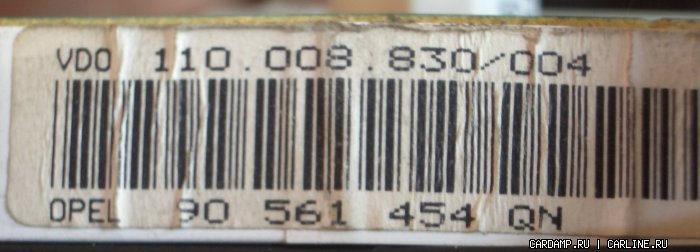 VDO 110.008.830/004
OPEL 90 561 454 QN
CARDAMP.RU | CARLINE.RU